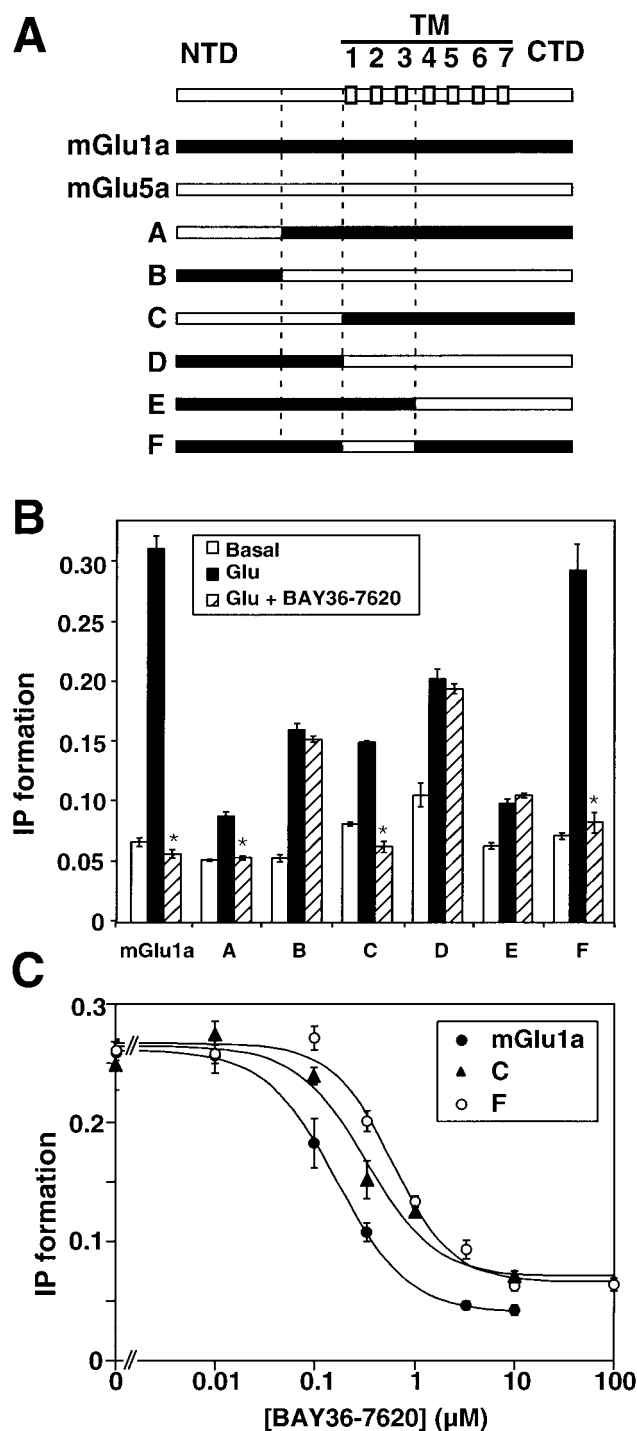 A
TM
NTD
1 2 3 4 5 6 7
CTD
mGlu1a
mGlu5a
A
B
C
D
E
F
B
Basal
Glu
Glu + BAY36-7620
IP formation
0.30
0.25
0.20
0.15
0.10
0.05
0
*
*
*
*
mGlu1a A B C D E F
C
mGlu1a
C
F
IP formation
0.3
0.2
0.1
0
0 0.01 0.1 1 10 100
[BAY36-7620] (µM)